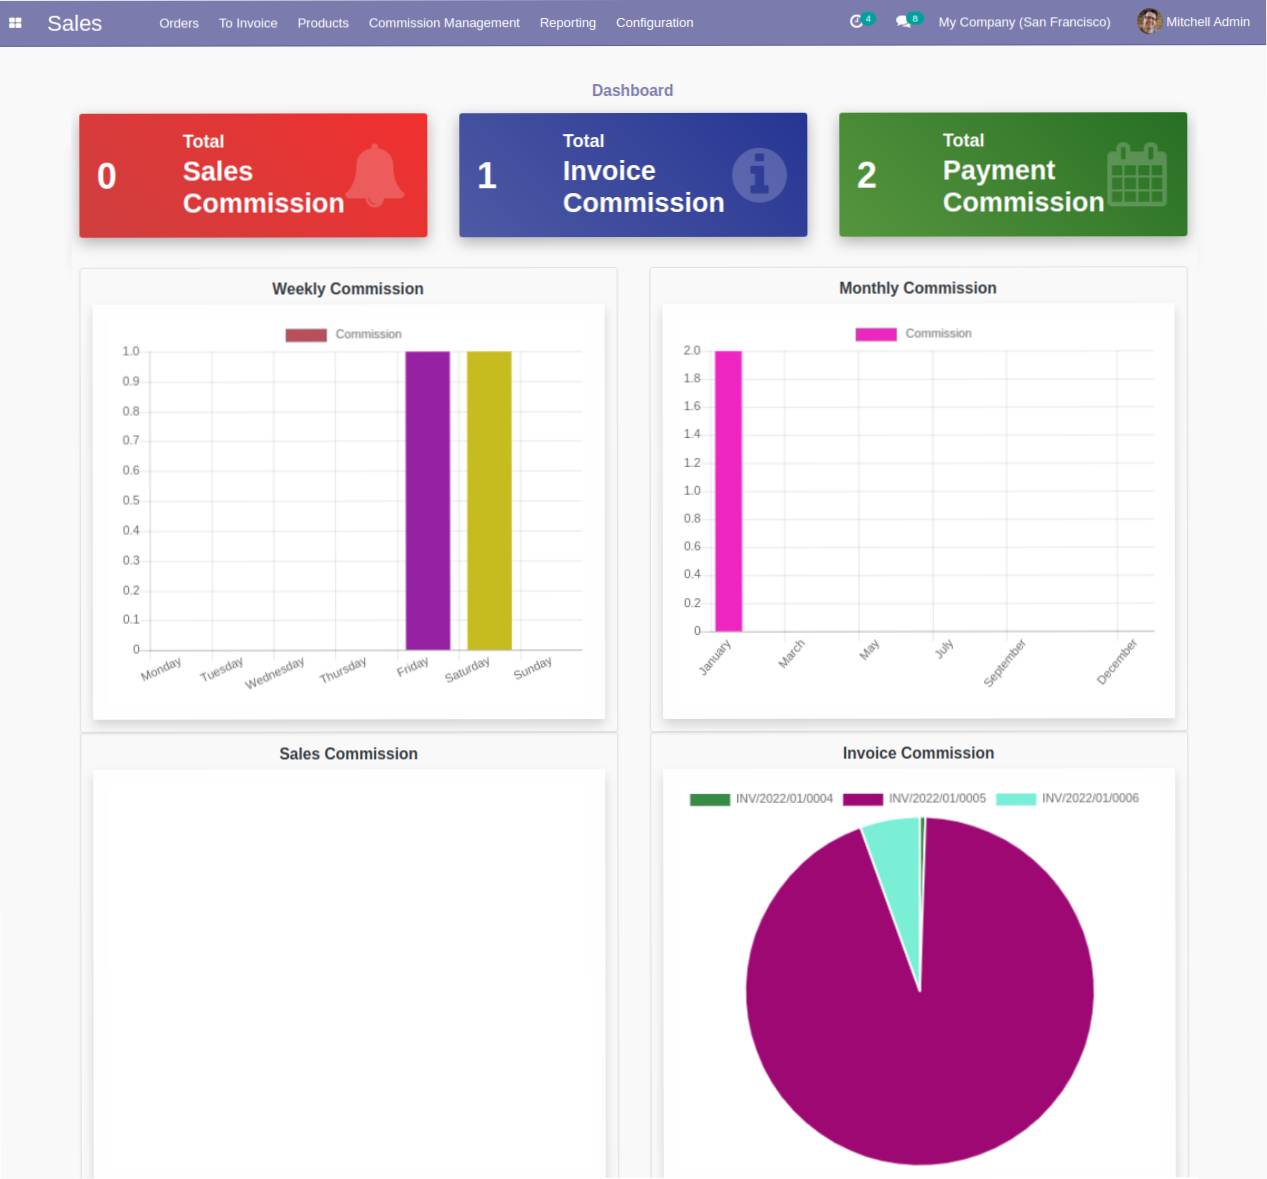 Sales Orders To Invoice Products Commission Management Reporting Configuration 4 8 My Company (San Francisco) Mitchell Admin
Dashboard
0 Total Sales Commission
1 Total Invoice Commission
2 Total Payment Commission
Weekly Commission
Commission
1.0
0.9
0.8
0.7
0.6
0.5
0.4
0.3
0.2
0.1
0
Monday Tuesday Wednesday Thursday Friday Saturday Sunday
Monthly Commission
Commission
2.0
1.8
1.6
1.4
1.2
1.0
0.8
0.6
0.4
0.2
0
January March May July September December
Sales Commission
Invoice Commission
INV/2022/01/0004 INV/2022/01/0005 INV/2022/01/0006